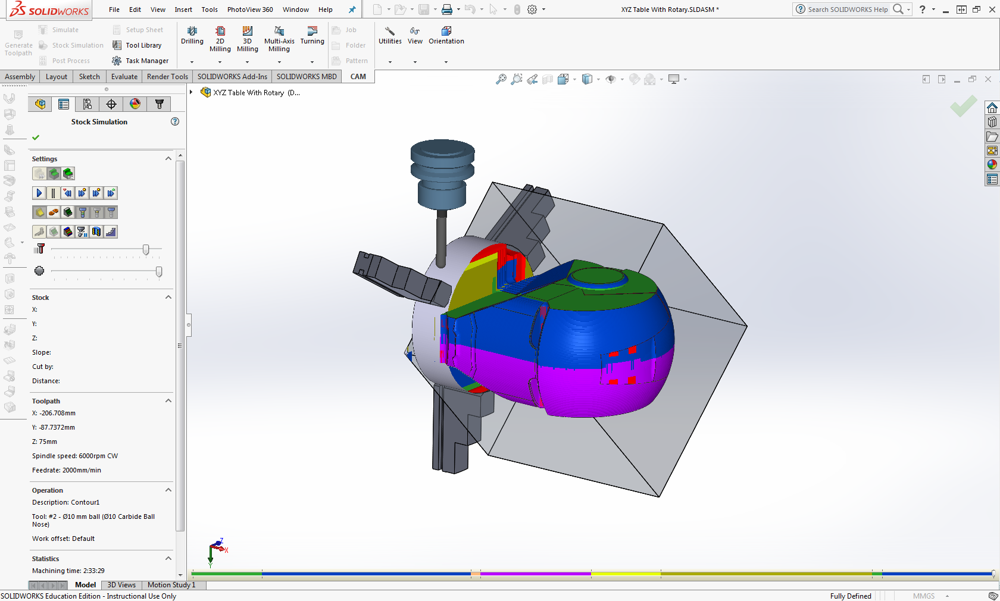 SOLIDWORKS
File Edit View Insert Tools PhotoView 360 Window Help
XYZ Table With Rotary.SLDASM *
Search SOLIDWORKS Help
?
Generate Toolpath
Simulate
Stock Simulation
Post Process
Setup Sheet
Tool Library
Task Manager
Drilling
2D Milling
3D Milling
Multi-Axis Milling
Turning
Job
Folder
Pattern
Utilities
View
Orientation
Assembly Layout Sketch Evaluate Render Tools SOLIDWORKS Add-Ins SOLIDWORKS MBD CAM
XYZ Table With Rotary (D...
Stock Simulation
?
Settings
Stock
X:
Y:
Z:
Slope:
Cut by:
Distance:
Toolpath
X: -206.708mm
Y: -87.7372mm
Z: 75mm
Spindle speed: 6000rpm CW
Feedrate: 2000mm/min
Operation
Description: Contour1
Tool: #2 - Ø10 mm ball (Ø10 Carbide Ball
Nose)
Work offset: Default
Statistics
Machining time: 2:33:29
Z
X
Y
Model 3D Views Motion Study 1
SOLIDWORKS Education Edition - Instructional Use Only
Fully Defined
MMGS